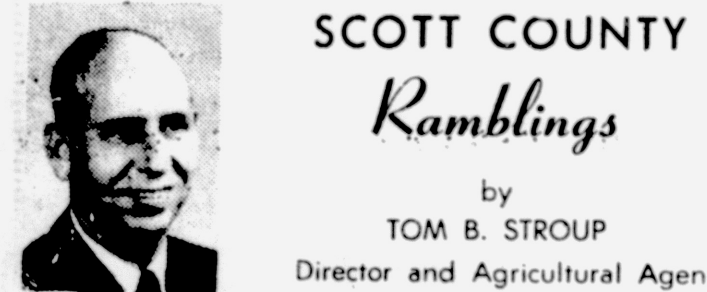 SCOTT COUNTY
Ramblings
by
TOM B. STROUP
Director and Agricultural Agen